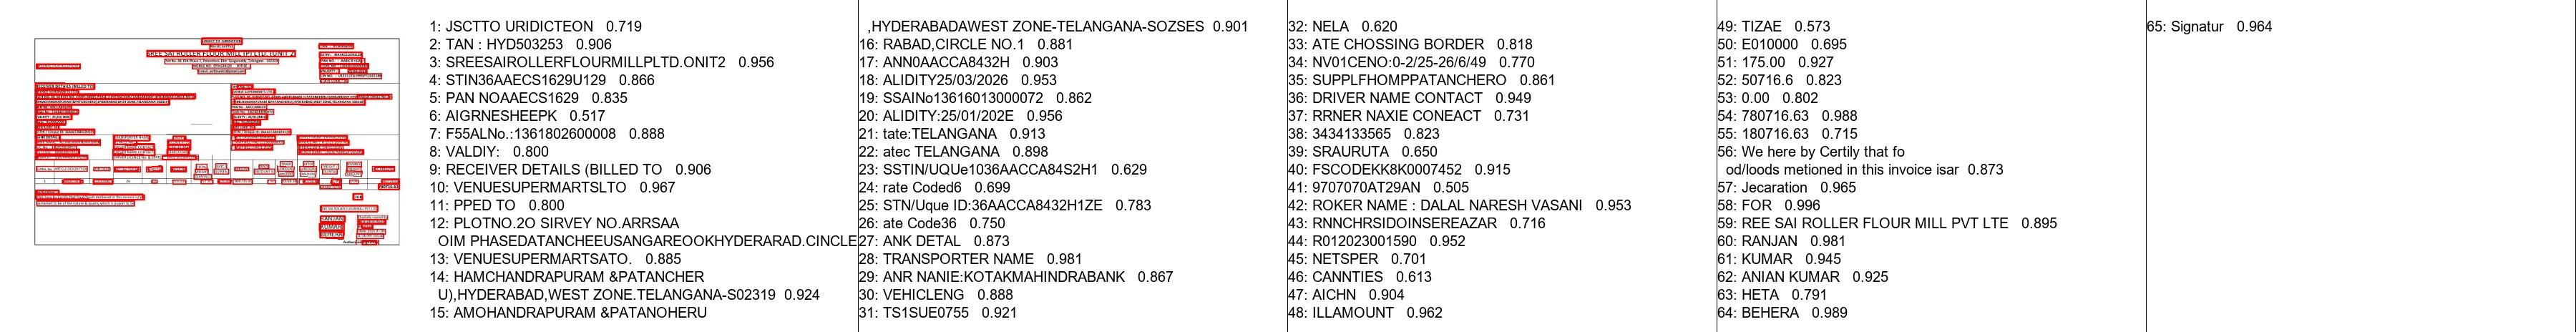 1: JSCTTO URIDICTEON 0.719
2: TAN : HYD503253 0.906
3: SREESAIROLLERFLOURMILLPLTD.ONIT2 0.956
4: STIN36AAECS1629U129 0.866
5: PAN NOAAECS1629 0.835
6: AIGRNESHEEPK 0.517
7: F55ALNo.:1361802600008 0.888
8: VALDIY: 0.800
9: RECEIVER DETAILS (BILLED TO 0.906
10: VENUESUPERMARTSLTO 0.967
11: PPED TO 0.800
12: PLOTNO.2O SIRVEY NO.ARRSAA
OIM PHASEDATANCHEEUSANGAREOOKHYDERARAD.CINCLE
13: VENUESUPERMARTSATO. 0.885
14: HAMCHANDRAPURAM &PATANCHER
U),HYDERABAD,WEST ZONE.TELANGANA-S02319 0.924
15: AMOHANDRAPURAM &PATANOHERU
,HYDERABADAWEST ZONE-TELANGANA-SOZSES 0.901
16: RABAD,CIRCLE NO.1 0.881
17: ANN0AACCA8432H 0.903
18: ALIDITY25/03/2026 0.953
19: SSAINo13616013000072 0.862
20: ALIDITY:25/01/202E 0.956
21: tate:TELANGANA 0.913
22: atec TELANGANA 0.898
23: SSTIN/UQUe1036AACCA84S2H1 0.629
24: rate Coded6 0.699
25: STN/Uque ID:36AACCA8432H1ZE 0.783
26: ate Code36 0.750
27: ANK DETAL 0.873
28: TRANSPORTER NAME 0.981
29: ANR NANIE:KOTAKMAHINDRABANK 0.867
30: VEHICLENG 0.888
31: TS1SUE0755 0.921
32: NELA 0.620
33: ATE CHOSSING BORDER 0.818
34: NV01CENO:0-2/25-26/6/49 0.770
35: SUPPLFHOMPPATANCHERO 0.861
36: DRIVER NAME CONTACT 0.949
37: RRNER NAXIE CONEACT 0.731
38: 3434133565 0.823
39: SRAURUTA 0.650
40: FSCODEKK8K0007452 0.915
41: 9707070AT29AN 0.505
42: ROKER NAME : DALAL NARESH VASANI 0.953
43: RNNCHRSIDOINSEREAZAR 0.716
44: R012023001590 0.952
45: NETSPER 0.701
46: CANNTIES 0.613
47: AICHN 0.904
48: ILLAMOUNT 0.962
49: TIZAE 0.573
50: E010000 0.695
51: 175.00 0.927
52: 50716.6 0.823
53: 0.00 0.802
54: 780716.63 0.988
55: 180716.63 0.715
56: We here by Certily that fo
od/loods metioned in this invoice isar 0.873
57: Jecaration 0.965
58: FOR 0.996
59: REE SAI ROLLER FLOUR MILL PVT LTE 0.895
60: RANJAN 0.981
61: KUMAR 0.945
62: ANIAN KUMAR 0.925
63: HETA 0.791
64: BEHERA 0.989
65: Signatur 0.964